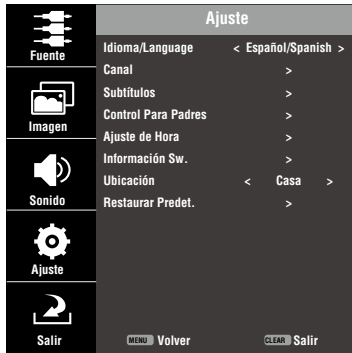 Ajuste
Fuente
Imagen
Sonido
Ajuste
Salir
Idioma/Language < Español/Spanish >
Canal >
Subtítulos >
Control Para Padres >
Ajuste de Hora >
Información Sw. >
Ubicación < Casa >
Restaurar Predet. >
MENU Volver CLEAR Salir